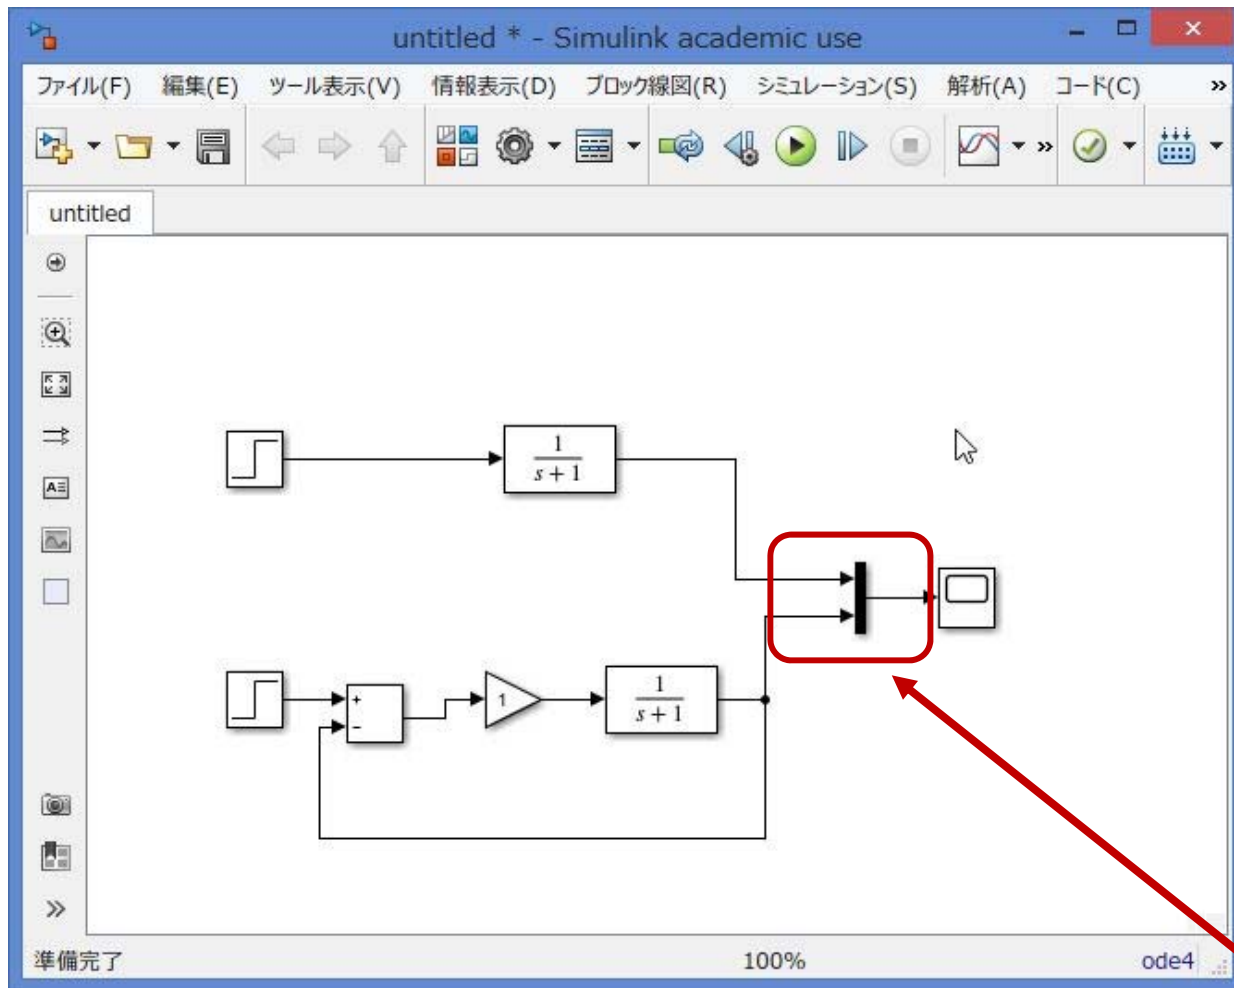 untitled * - Simulink academic use
ファイル(F) 編集(E) ツール表示(V) 情報表示(D) ブロック線図(R) シミュレーション(S) 解析(A) コード(C) »
»
untitled
1
s + 1
+
−
1
1
s + 1
準備完了 100% ode4